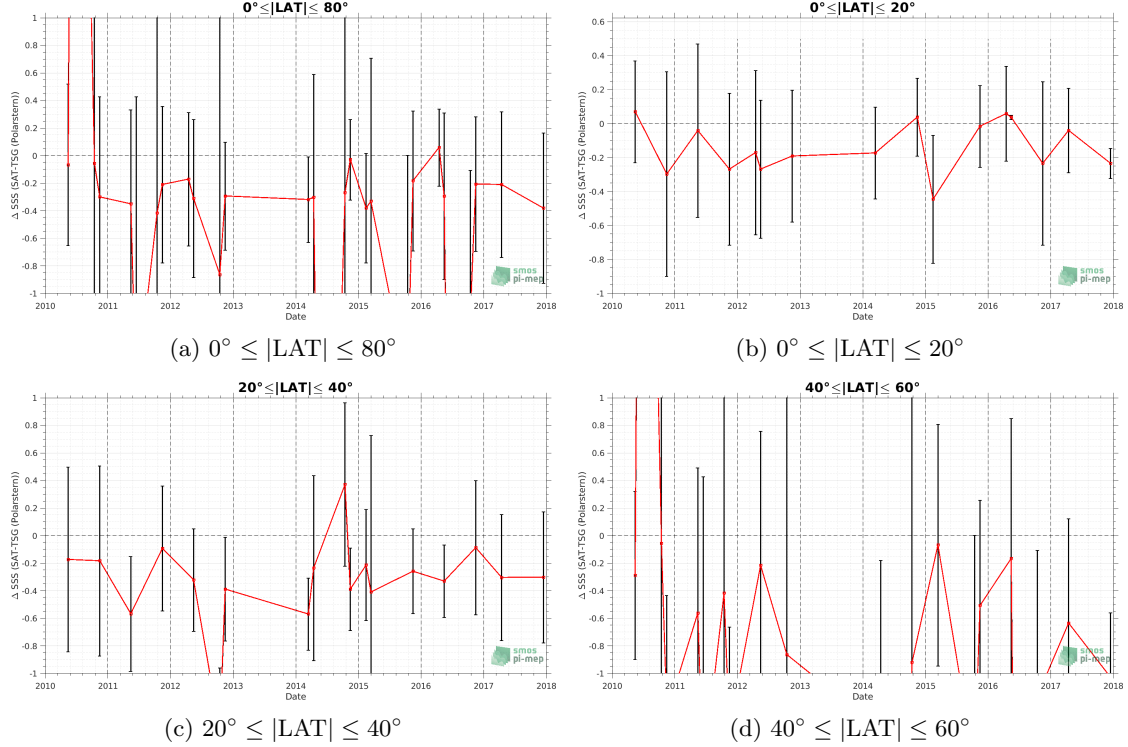 0°≤|LAT|≤ 80°
Δ SSS (SAT-TSG (Polarstern))
1
0.8
0.6
0.4
0.2
0
-0.2
-0.4
-0.6
-0.8
-1
2010 2011 2012 2013 2014 2015 2016 2017 2018
Date
smos
pi-mep
(a) 0° ≤ |LAT| ≤ 80°
0°≤|LAT|≤ 20°
Δ SSS (SAT-TSG (Polarstern))
0.6
0.4
0.2
0
-0.2
-0.4
-0.6
-0.8
-1
2010 2011 2012 2013 2014 2015 2016 2017 2018
Date
smos
pi-mep
(b) 0° ≤ |LAT| ≤ 20°
20°≤|LAT|≤ 40°
Δ SSS (SAT-TSG (Polarstern))
1
0.8
0.6
0.4
0.2
0
-0.2
-0.4
-0.6
-0.8
-1
2010 2011 2012 2013 2014 2015 2016 2017 2018
Date
smos
pi-mep
(c) 20° ≤ |LAT| ≤ 40°
40°≤|LAT|≤ 60°
Δ SSS (SAT-TSG (Polarstern))
1
0.8
0.6
0.4
0.2
0
-0.2
-0.4
-0.6
-0.8
-1
2010 2011 2012 2013 2014 2015 2016 2017 2018
Date
smos
pi-mep
(d) 40° ≤ |LAT| ≤ 60°